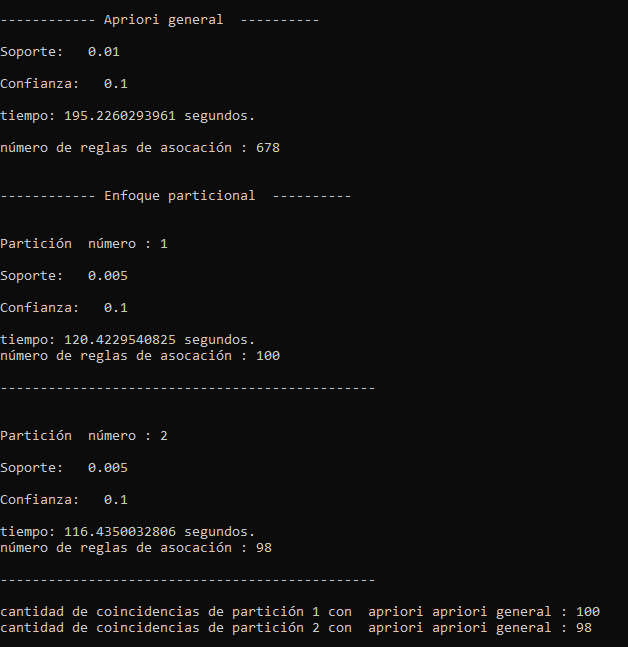 ------------ Apriori general  ----------
Soporte:   0.01
Confianza:   0.1
tiempo: 195.2260293961 segundos.
número de reglas de asocación : 678
------------ Enfoque particional  ----------
Partición  número : 1
Soporte:   0.005
Confianza:   0.1
tiempo: 120.4229540825 segundos.
número de reglas de asocación : 100
-----------------------------------------------
Partición  número : 2
Soporte:   0.005
Confianza:   0.1
tiempo: 116.4350032806 segundos.
número de reglas de asocación : 98
-----------------------------------------------
cantidad de coincidencias de partición 1 con  apriori apriori general : 100
cantidad de coincidencias de partición 2 con  apriori apriori general : 98